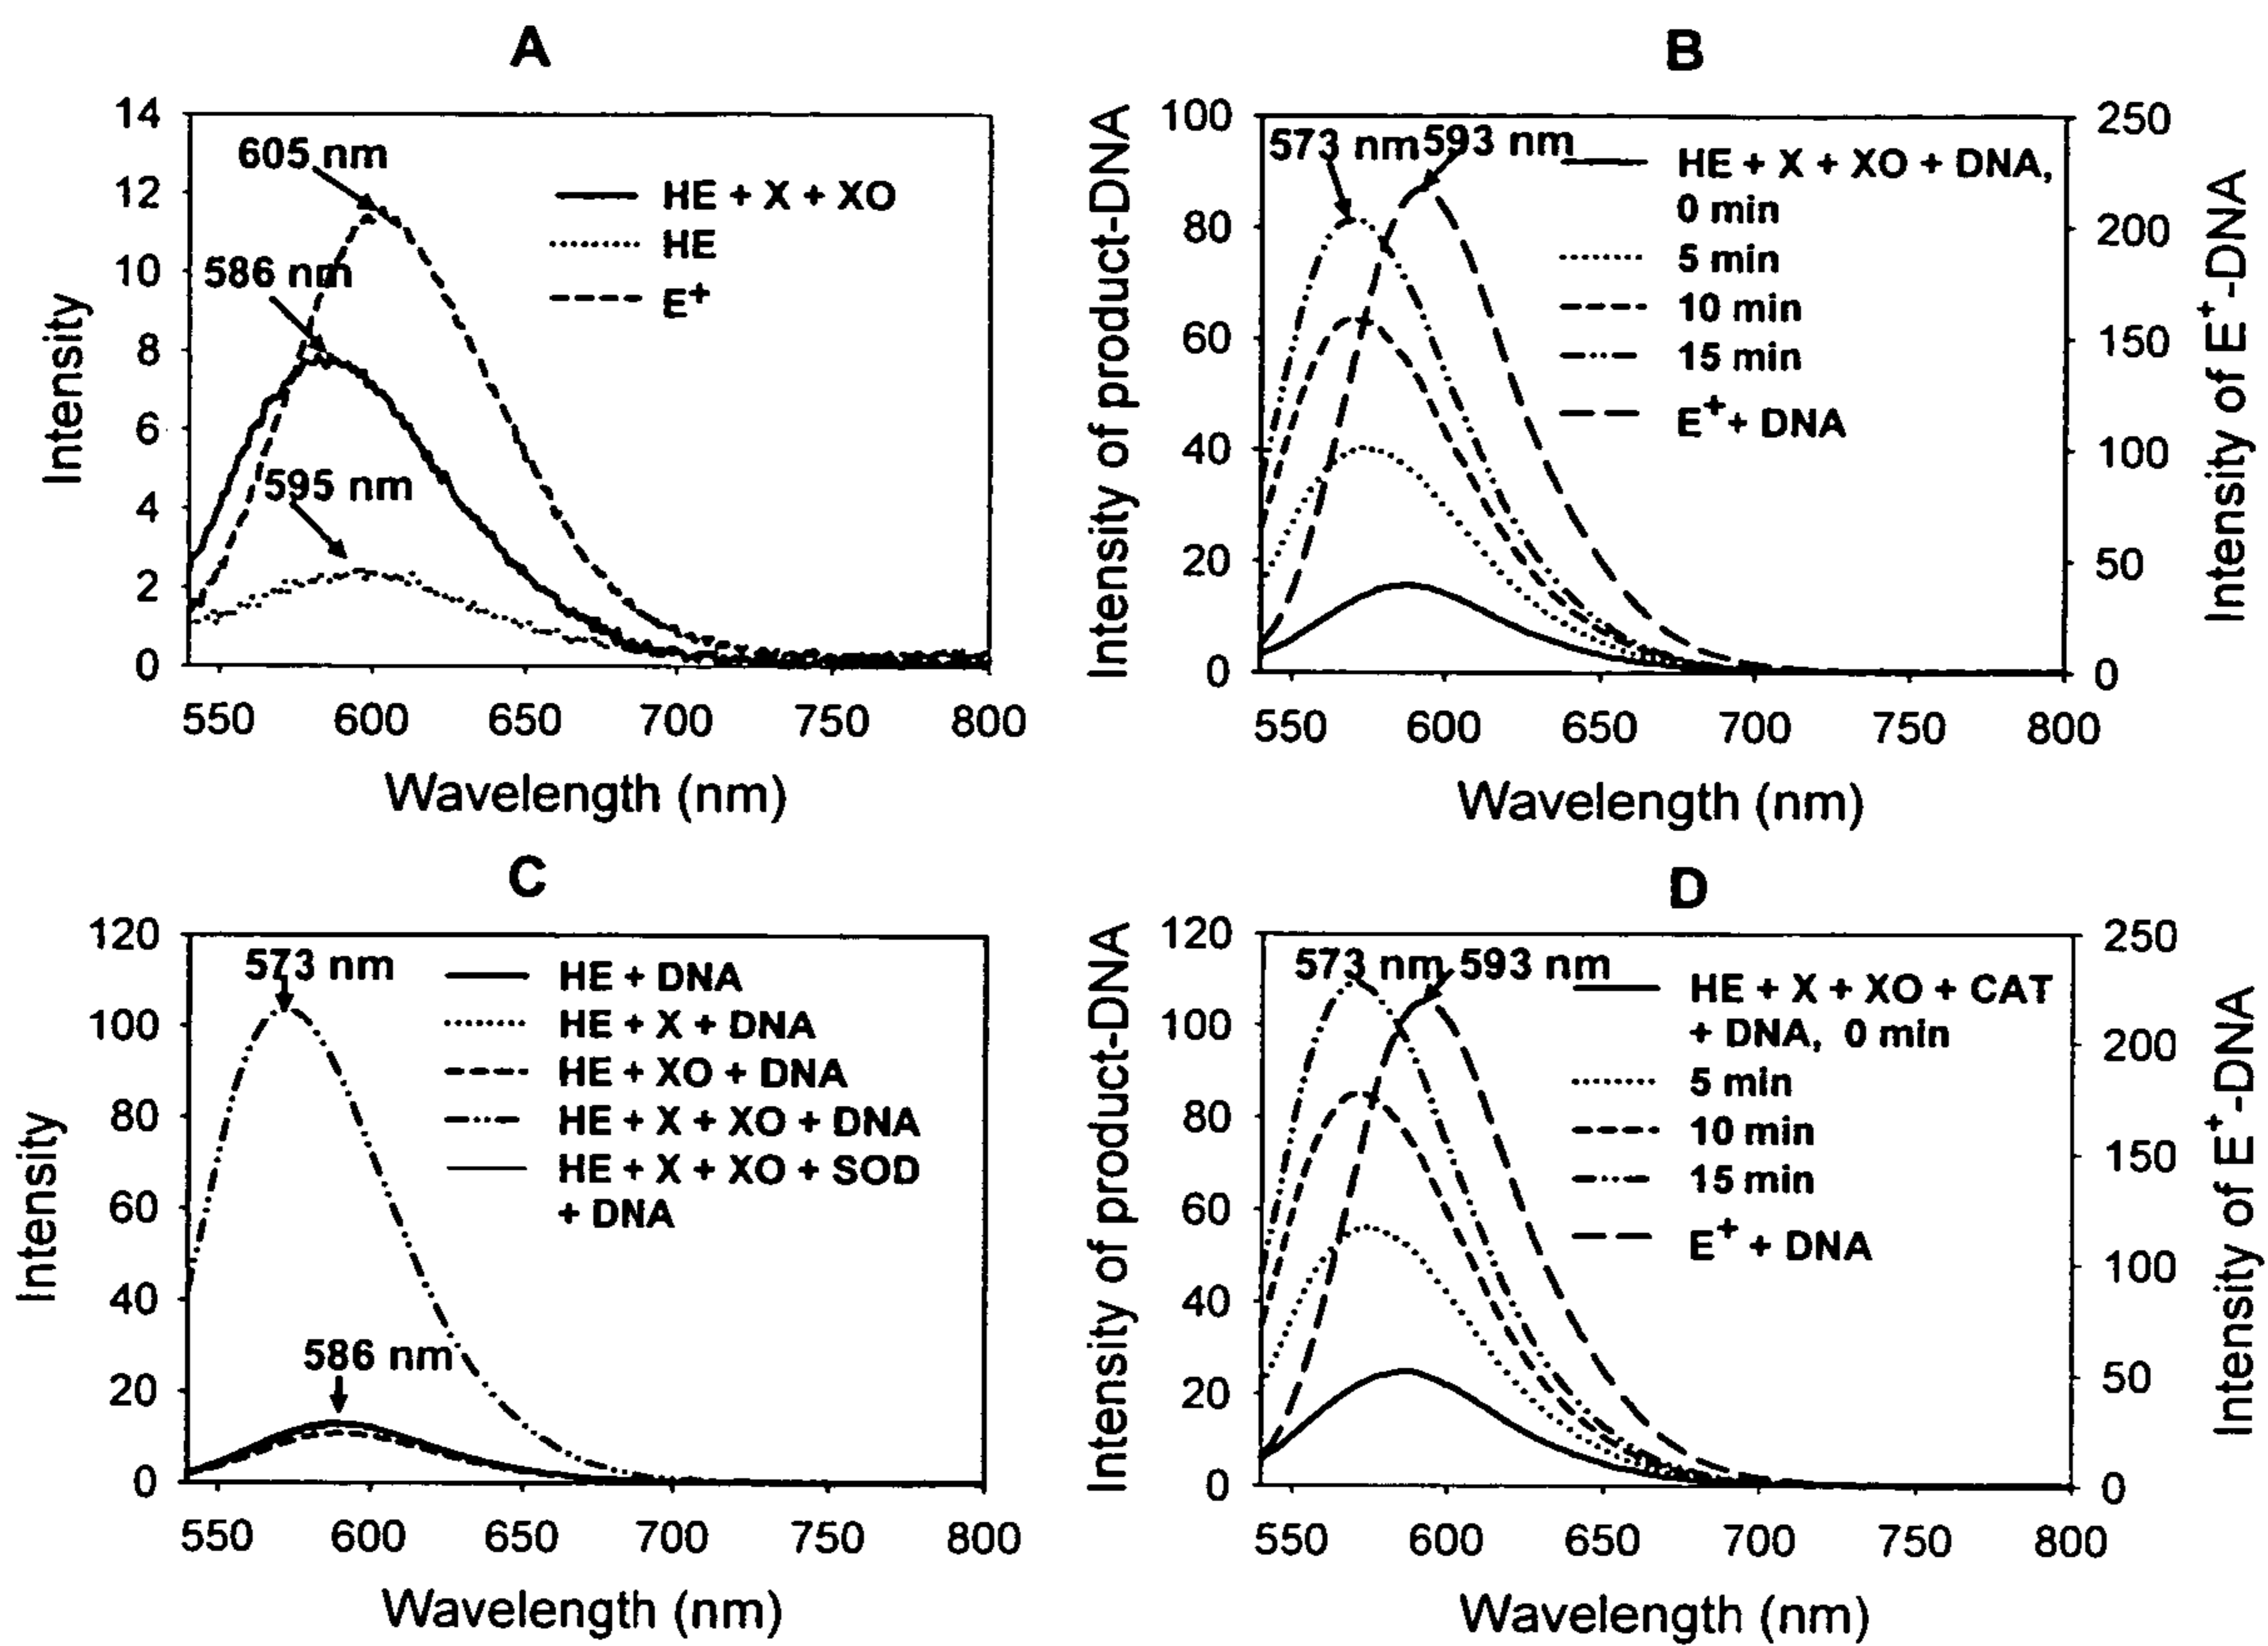 A
14
12
10
8
6
4
2
0
Intensity
605 nm
586 nm
595 nm
HE + X + XO
HE
E+
550 600 650 700 750 800
Wavelength (nm)
B
100
80
60
40
20
0
Intensity of product-DNA
573 nm 593 nm
HE + X + XO + DNA,
0 min
5 min
10 min
15 min
E+ + DNA
250
200
150
100
50
0
Intensity of E+-DNA
550 600 650 700 750 800
Wavelength (nm)
C
120
100
80
60
40
20
0
Intensity
573 nm
586 nm
HE + DNA
HE + X + DNA
HE + XO + DNA
HE + X + XO + DNA
HE + X + XO + SOD
+ DNA
550 600 650 700 750 800
Wavelength (nm)
D
120
100
80
60
40
20
0
Intensity of product-DNA
573 nm 593 nm
HE + X + XO + CAT
+ DNA, 0 min
5 min
10 min
15 min
E+ + DNA
250
200
150
100
50
0
Intensity of E+-DNA
550 600 650 700 750 800
Wavelength (nm)